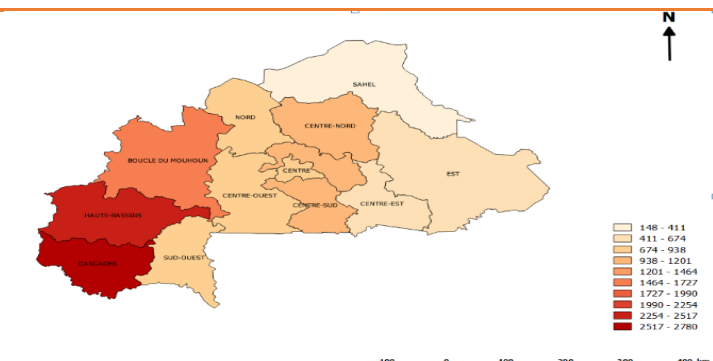 N
SAHEL
NORD
CENTRE-NORD
BOUCLE DU MOUHOUN
CENTRE
EST
CENTRE-OUEST
CENTRE-SUD
CENTRE-EST
HAUTS-BASSINS
SUD-OUEST
CASCADES
148 - 411
411 - 674
674 - 938
938 - 1201
1201 - 1464
1464 - 1727
1727 - 1990
1990 - 2254
2254 - 2517
2517 - 2780